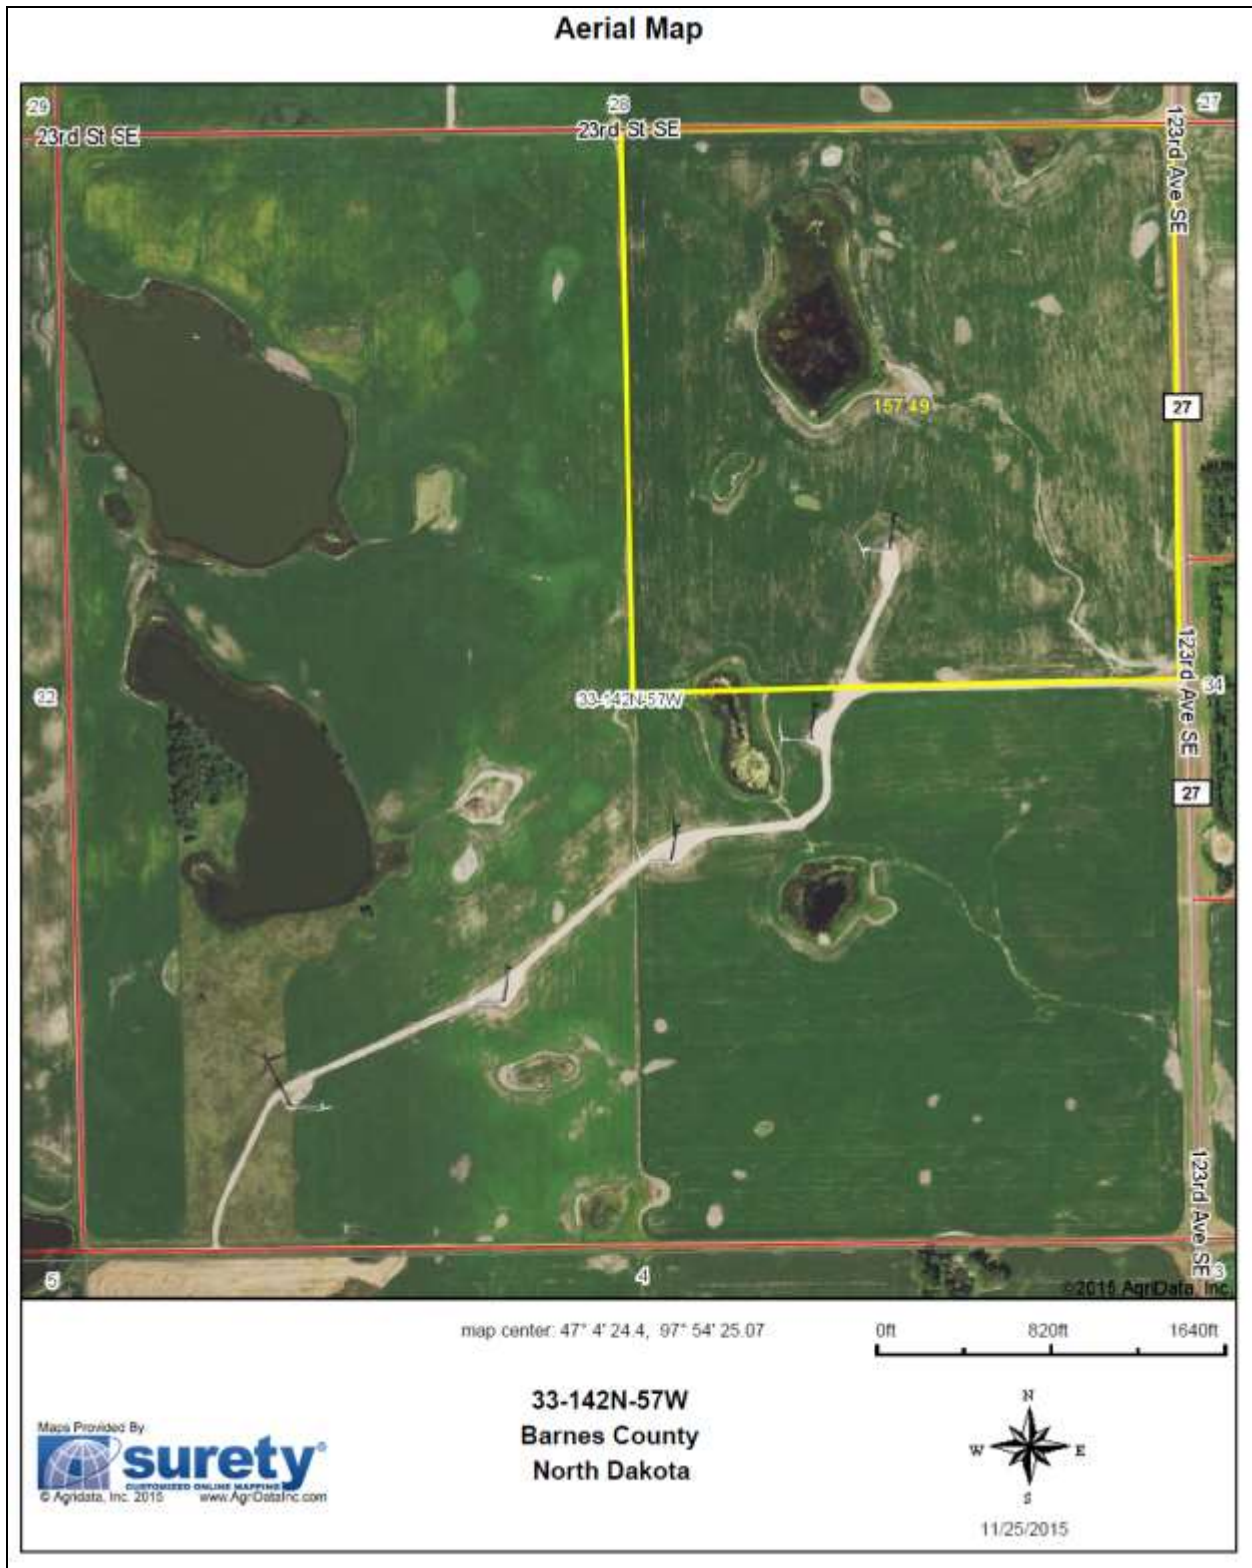 Aerial Map
29
28
27
23rd St SE
23rd St SE
123rd Ave SE
157.49
27
32
33-142N-57W
123rd Ave SE
34
27
123rd Ave SE
5
4
3
©2015 AgriData, Inc.
map center: 47° 4' 24.4, 97° 54' 25.07
0ft 820ft 1640ft
33-142N-57W
Barnes County
North Dakota
Maps Provided By
surety®
CUSTOMIZED ONLINE MAPPING
© Agridata, Inc. 2015 www.AgriDataInc.com
N
W E
S
11/25/2015